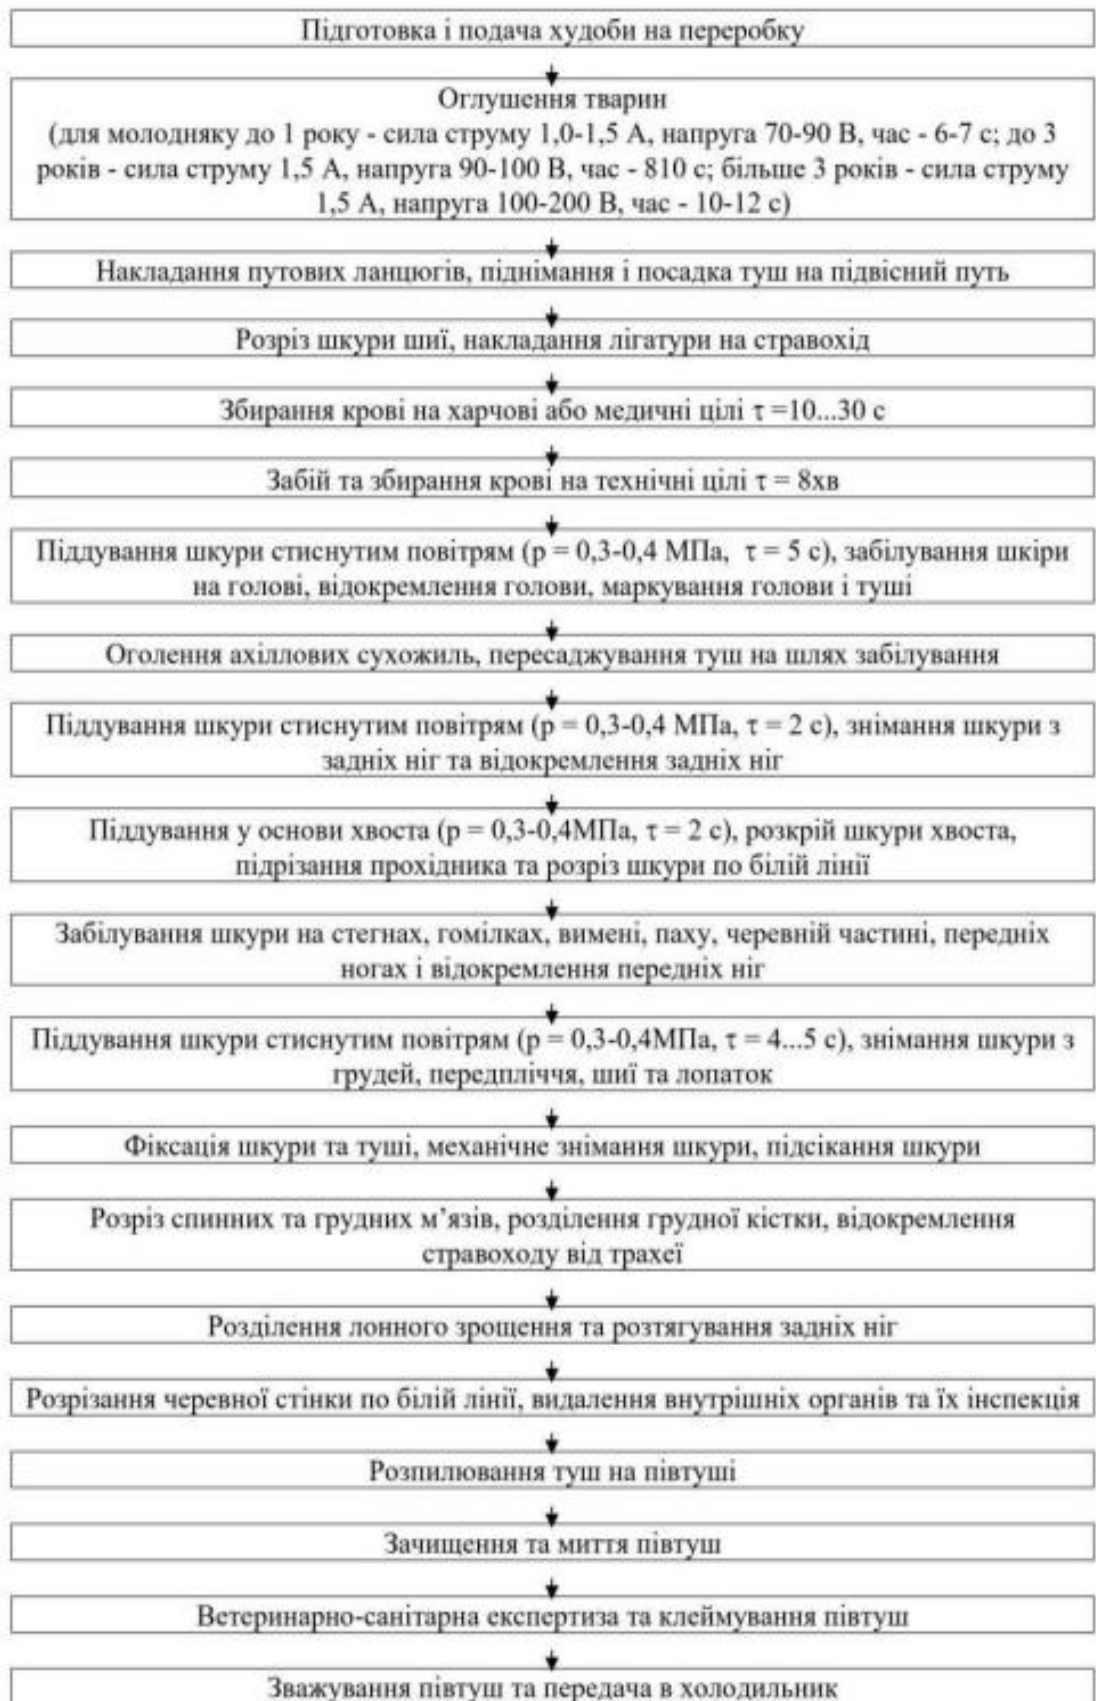 Підготовка і подача худоби на переробку
Оглушення тварин
(для молодняку до 1 року - сила струму 1,0-1,5 А, напруга 70-90 В, час - 6-7 с; до 3
років - сила струму 1,5 А, напруга 90-100 В, час - 810 с; більше 3 років - сила струму
1,5 А, напруга 100-200 В, час - 10-12 с)
Накладання путових ланцюгів, піднімання і посадка туш на підвісний путь
Розріз шкури шиї, накладання лігатури на стравохід
Збирання крові на харчові або медичні цілі τ =10...30 с
Забій та збирання крові на технічні цілі τ = 8хв
Піддування шкури стиснутим повітрям (р = 0,3-0,4 МПа, τ = 5 с), забілування шкіри
на голові, відокремлення голови, маркування голови і туші
Оголення ахіллових сухожиль, пересаджування туш на шлях забілування
Піддування шкури стиснутим повітрям (р = 0,3-0,4 МПа, τ = 2 с), знімання шкури з
задніх ніг та відокремлення задніх ніг
Піддування у основи хвоста (р = 0,3-0,4МПа, τ = 2 с), розкрій шкури хвоста,
підрізання прохідника та розріз шкури по білій лінії
Забілування шкури на стегнах, гомілках, вимені, паху, черевній частині, передніх
ногах і відокремлення передніх ніг
Піддування шкури стиснутим повітрям (р = 0,3-0,4МПа, τ = 4...5 с), знімання шкури з
грудей, передпліччя, шиї та лопаток
Фіксація шкури та туші, механічне знімання шкури, підсікання шкури
Розріз спинних та грудних м’язів, розділення грудної кістки, відокремлення
стравоходу від трахеї
Розділення лонного зрощення та розтягування задніх ніг
Розрізання черевної стінки по білій лінії, видалення внутрішніх органів та їх інспекція
Розпилювання туш на півтуші
Зачищення та миття півтуш
Ветеринарно-санітарна експертиза та клеймування півтуш
Зважування півтуш та передача в холодильник